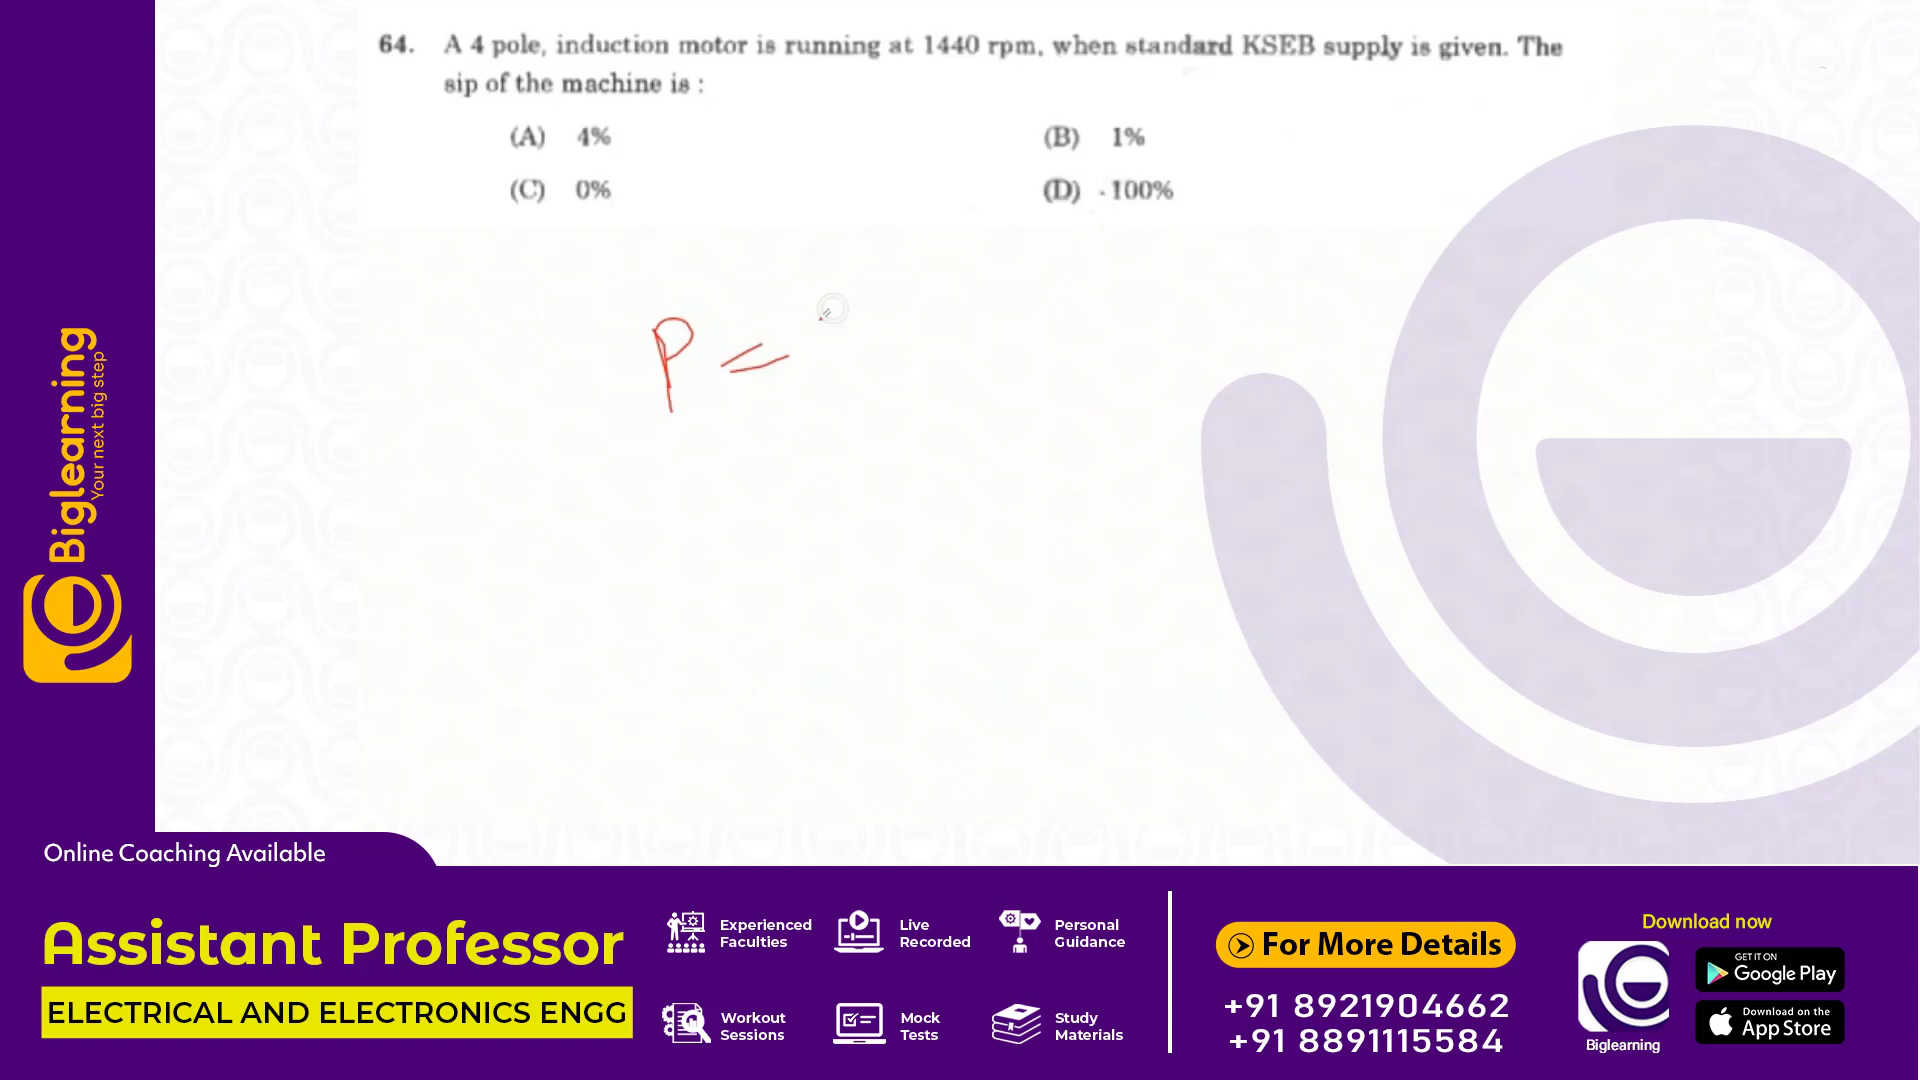 64. A 4 pole, induction motor is running at 1440 rpm, when standard KSEB supply is given. The
sip of the machine is :
(A) 4%
(B) 1%
(C) 0%
(D) 100%
P =
Biglearning
Your next big step
Online Coaching Available
Assistant Professor
ELECTRICAL AND ELECTRONICS ENGG
Experienced
Faculties
Live
Recorded
Personal
Guidance
Workout
Sessions
Mock
Tests
Study
Materials
For More Details
+91 8921904662
+91 8891115584
Download now
Biglearning
GET IT ON
Google Play
Download on the
App Store